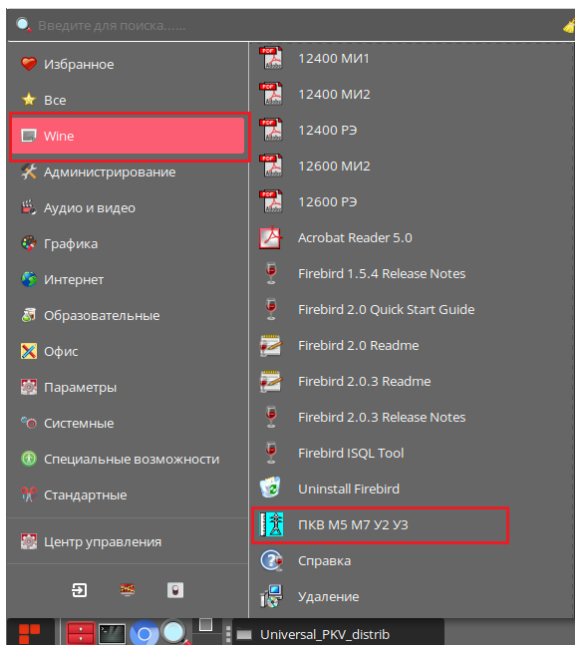 Введите для поиска......
Избранное
Все
Wine
Администрирование
Аудио и видео
Графика
Интернет
Образовательные
Офис
Параметры
Системные
Специальные возможности
Стандартные
Центр управления
12400 МИ1
12400 МИ2
12400 РЭ
12600 МИ2
12600 РЭ
Acrobat Reader 5.0
Firebird 1.5.4 Release Notes
Firebird 2.0 Quick Start Guide
Firebird 2.0 Readme
Firebird 2.0.3 Readme
Firebird 2.0.3 Release Notes
Firebird ISQL Tool
Uninstall Firebird
ПКВ М5 М7 У2 У3
Справка
Удаление
Universal_PKV_distrib